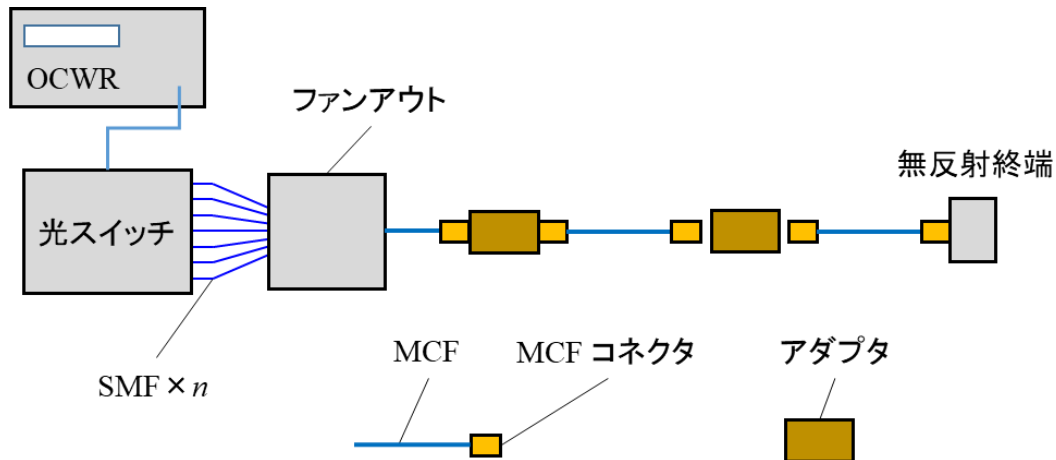 OCWR
ファンアウト
無反射終端
光スイッチ
MCF
MCF コネクタ
アダプタ
SMF × n